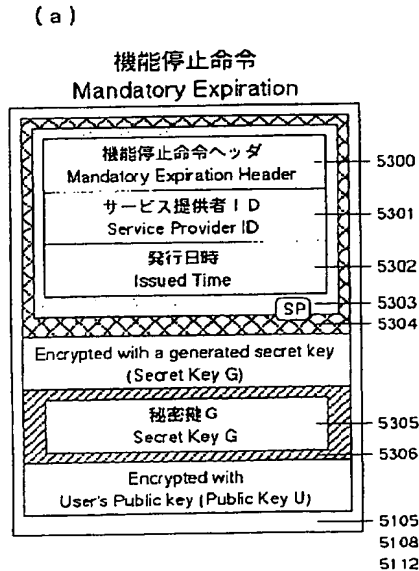 (a)
機能停止命令
Mandatory Expiration
機能停止命令ヘッダ
Mandatory Expiration Header
5300
サービス提供者ID
Service Provider ID
5301
発行日時
Issued Time
5302
SP
5303
5304
Encrypted with a generated secret key
(Secret Key G)
秘密鍵G
Secret Key G
5305
5306
Encrypted with
User's Public key (Public Key U)
5105
5108
5112